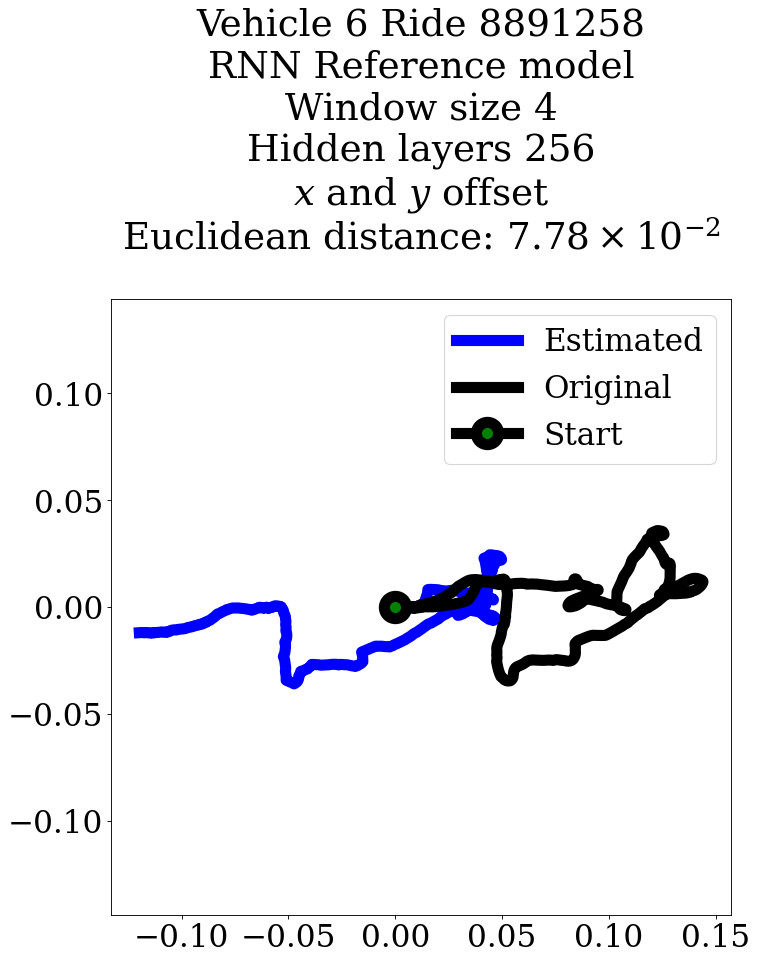 Vehicle 6 Ride 8891258
RNN Reference model
Window size 4
Hidden layers 256
x and y offset
Euclidean distance: 7.78 × 10⁻²
Estimated
Original
Start
0.10
0.05
0.00
−0.05
−0.10
−0.10 −0.05 0.00 0.05 0.10 0.15